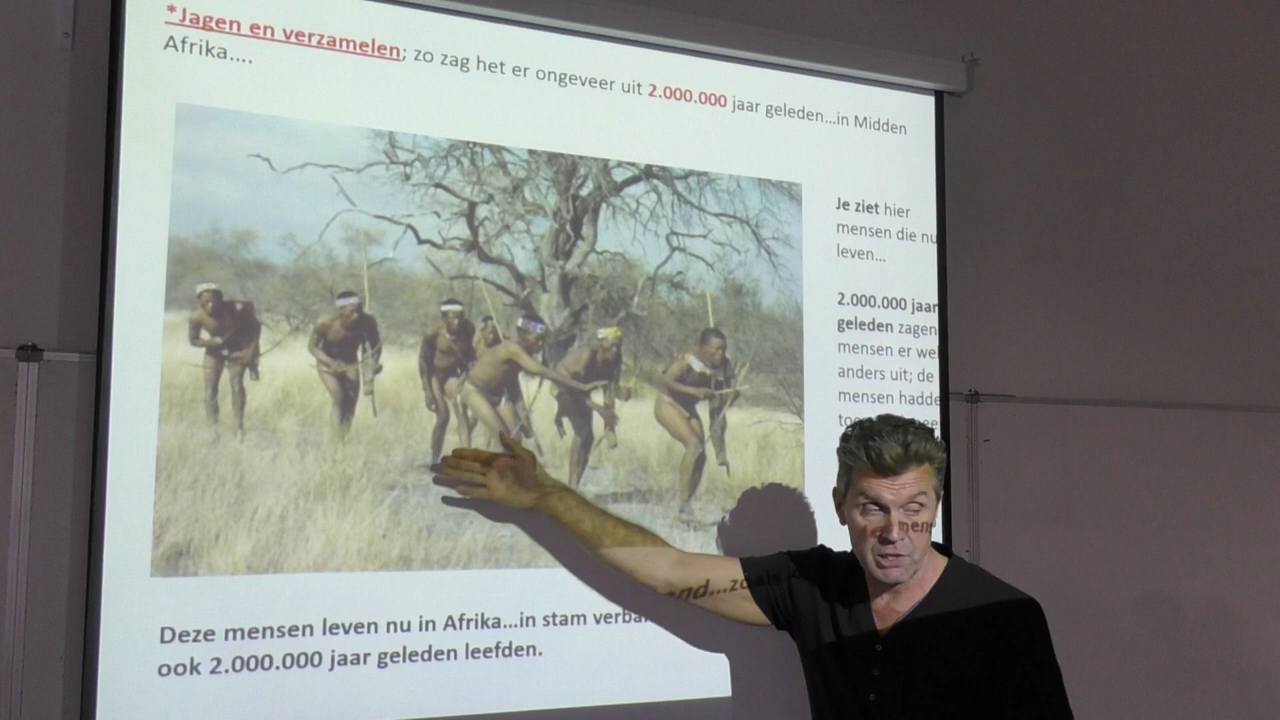 *Jagen en verzamelen; zo zag het er ongeveer uit 2.000.000 jaar geleden...in Midden
Afrika....
Je ziet hier
mensen die nu
leven...
2.000.000 jaar
geleden zagen
mensen er wel
anders uit; de
mensen hadde
Deze mensen leven nu in Afrika...in stam verba
ook 2.000.000 jaar geleden leefden.